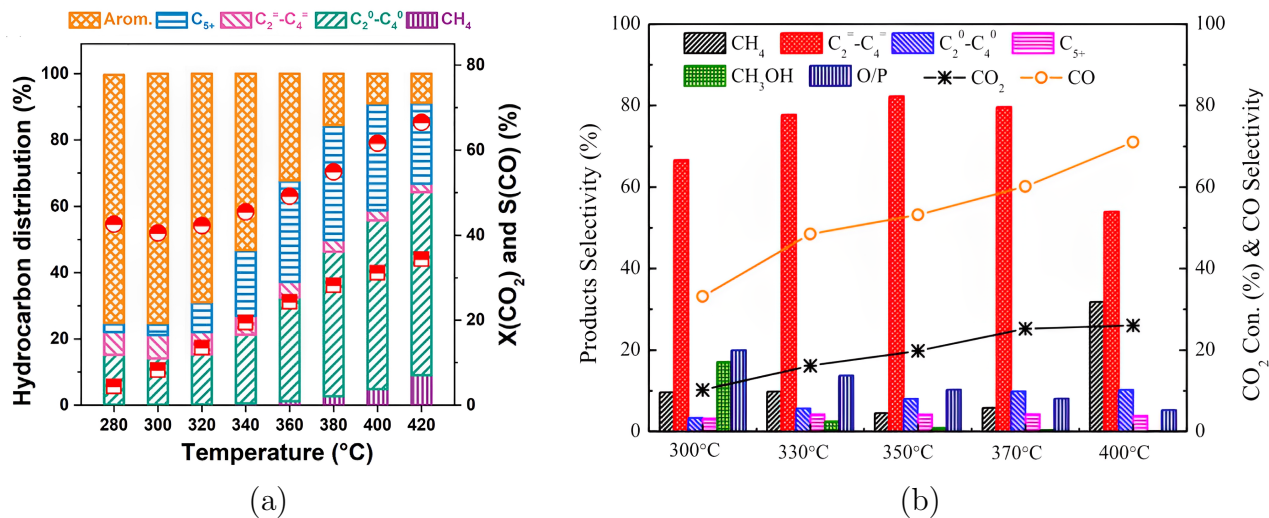 Arom. C5+ C2=-C4= C20-C40 CH4
Hydrocarbon distribution (%)
100
80
60
40
20
0
280 300 320 340 360 380 400 420
Temperature (°C)
80
60
40
20
0
X(CO2) and S(CO) (%)
(a)
Products Selectivity (%)
100
80
60
40
20
0
CH4 C2=-C4= C20-C40 C5+
CH3OH O/P CO2 CO
300°C 330°C 350°C 370°C 400°C
100
80
60
40
20
0
CO2 Con. (%) & CO Selectivity
(b)